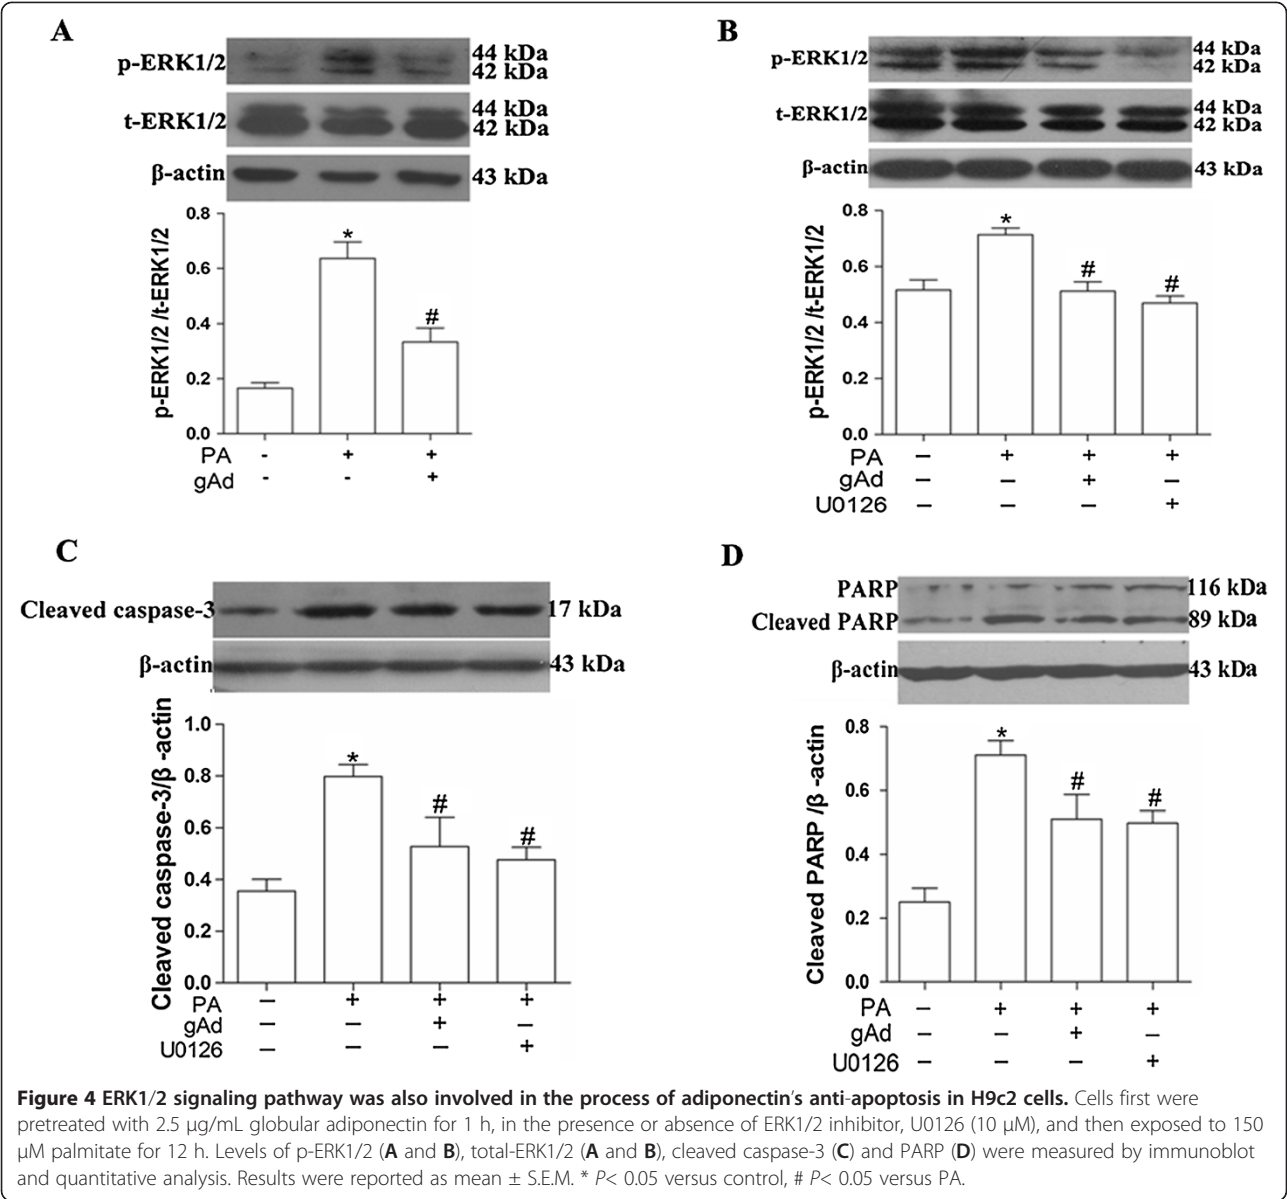 A
p-ERK1/2
44 kDa
42 kDa
t-ERK1/2
44 kDa
42 kDa
β-actin
43 kDa
p-ERK1/2 /t-ERK1/2
0.8
*
0.6
#
0.4
0.2
0.0
PA - + +
gAd - - +
B
p-ERK1/2
44 kDa
42 kDa
t-ERK1/2
44 kDa
42 kDa
β-actin
43 kDa
p-ERK1/2 /t-ERK1/2
0.8
*
0.6
# #
0.4
0.2
0.0
PA – + + +
gAd – – + –
U0126 – – – +
C
Cleaved caspase-3
17 kDa
β-actin
43 kDa
Cleaved caspase-3/β -actin
1.0
*
0.8
# #
0.6
0.4
0.2
0.0
PA – + + +
gAd – – + –
U0126 – – – +
D
PARP
116 kDa
Cleaved PARP
89 kDa
β-actin
43 kDa
Cleaved PARP /β -actin
0.8
*
0.6
# #
0.4
0.2
0.0
PA – + + +
gAd – – + –
U0126 – – – +
Figure 4 ERK1/2 signaling pathway was also involved in the process of adiponectin's anti-apoptosis in H9c2 cells. Cells first were
pretreated with 2.5 μg/mL globular adiponectin for 1 h, in the presence or absence of ERK1/2 inhibitor, U0126 (10 μM), and then exposed to 150
μM palmitate for 12 h. Levels of p-ERK1/2 (A and B), total-ERK1/2 (A and B), cleaved caspase-3 (C) and PARP (D) were measured by immunoblot
and quantitative analysis. Results were reported as mean ± S.E.M. * P< 0.05 versus control, # P< 0.05 versus PA.